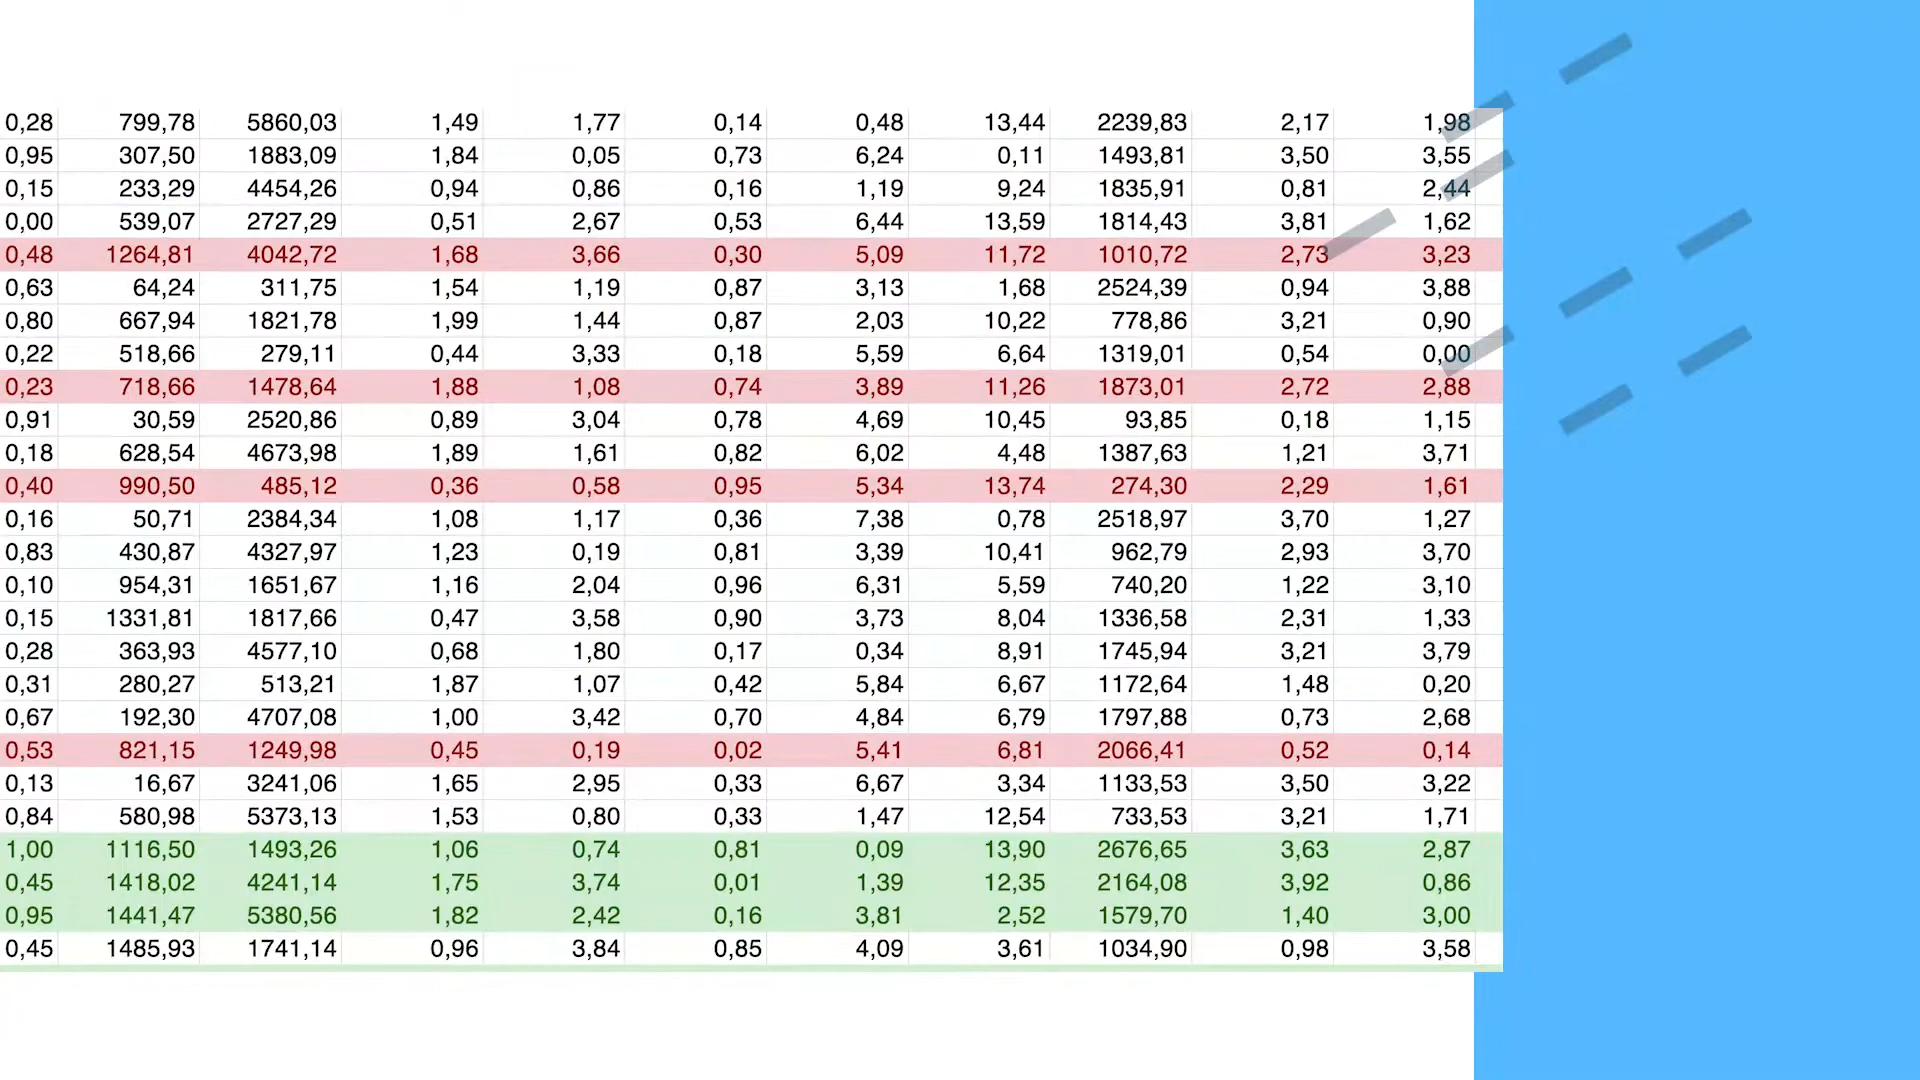 0,28 799,78 5860,03 1,49 1,77 0,14 0,48 13,44 2239,83 2,17 1,98
0,95 307,50 1883,09 1,84 0,05 0,73 6,24 0,11 1493,81 3,50 3,55
0,15 233,29 4454,26 0,94 0,86 0,16 1,19 9,24 1835,91 0,81 2,44
0,00 539,07 2727,29 0,51 2,67 0,53 6,44 13,59 1814,43 3,81 1,62
0,48 1264,81 4042,72 1,68 3,66 0,30 5,09 11,72 1010,72 2,73 3,23
0,63 64,24 311,75 1,54 1,19 0,87 3,13 1,68 2524,39 0,94 3,88
0,80 667,94 1821,78 1,99 1,44 0,87 2,03 10,22 778,86 3,21 0,90
0,22 518,66 279,11 0,44 3,33 0,18 5,59 6,64 1319,01 0,54 0,00
0,23 718,66 1478,64 1,88 1,08 0,74 3,89 11,26 1873,01 2,72 2,88
0,91 30,59 2520,86 0,89 3,04 0,78 4,69 10,45 93,85 0,18 1,15
0,18 628,54 4673,98 1,89 1,61 0,82 6,02 4,48 1387,63 1,21 3,71
0,40 990,50 485,12 0,36 0,58 0,95 5,34 13,74 274,30 2,29 1,61
0,16 50,71 2384,34 1,08 1,17 0,36 7,38 0,78 2518,97 3,70 1,27
0,83 430,87 4327,97 1,23 0,19 0,81 3,39 10,41 962,79 2,93 3,70
0,10 954,31 1651,67 1,16 2,04 0,96 6,31 5,59 740,20 1,22 3,10
0,15 1331,81 1817,66 0,47 3,58 0,90 3,73 8,04 1336,58 2,31 1,33
0,28 363,93 4577,10 0,68 1,80 0,17 0,34 8,91 1745,94 3,21 3,79
0,31 280,27 513,21 1,87 1,07 0,42 5,84 6,67 1172,64 1,48 0,20
0,67 192,30 4707,08 1,00 3,42 0,70 4,84 6,79 1797,88 0,73 2,68
0,53 821,15 1249,98 0,45 0,19 0,02 5,41 6,81 2066,41 0,52 0,14
0,13 16,67 3241,06 1,65 2,95 0,33 6,67 3,34 1133,53 3,50 3,22
0,84 580,98 5373,13 1,53 0,80 0,33 1,47 12,54 733,53 3,21 1,71
1,00 1116,50 1493,26 1,06 0,74 0,81 0,09 13,90 2676,65 3,63 2,87
0,45 1418,02 4241,14 1,75 3,74 0,01 1,39 12,35 2164,08 3,92 0,86
0,95 1441,47 5380,56 1,82 2,42 0,16 3,81 2,52 1579,70 1,40 3,00
0,45 1485,93 1741,14 0,96 3,84 0,85 4,09 3,61 1034,90 0,98 3,58